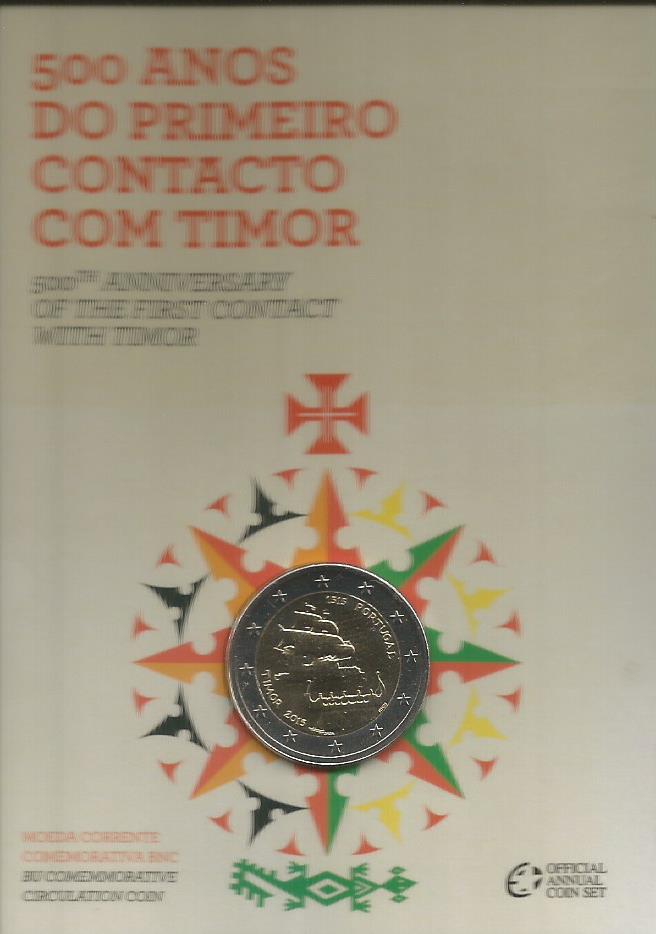 500 ANOS
DO PRIMEIRO
CONTACTO
COM TIMOR
500TH ANNIVERSARY
OF THE FIRST CONTACT
WITH TIMOR
1515 PORTUGAL
TIMOR 2015
MOEDA CORRENTE
COMEMORATIVA BNC
BU COMEMMORATIVE
CIRCULATION COIN
OFFICIAL
ANNUAL
COIN SET